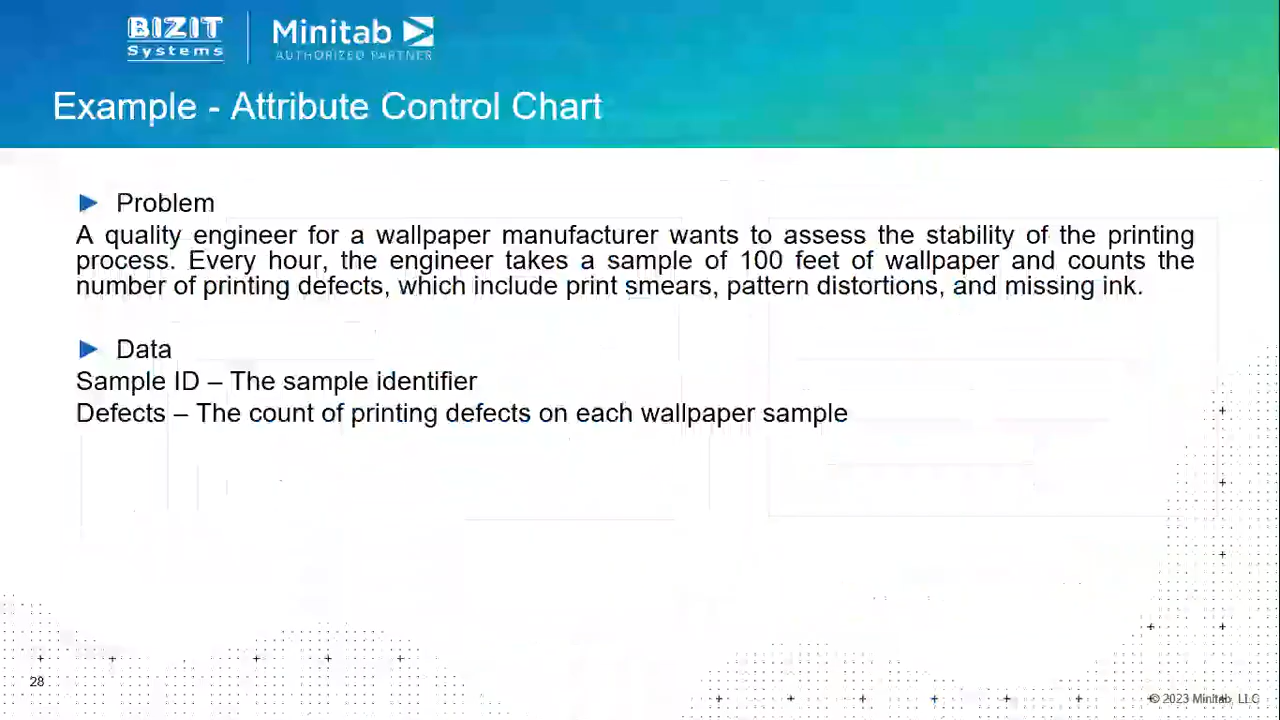 BIZIT
Systems
Minitab
AUTHORIZED PARTNER
Example - Attribute Control Chart
Problem
A quality engineer for a wallpaper manufacturer wants to assess the stability of the printing
process. Every hour, the engineer takes a sample of 100 feet of wallpaper and counts the
number of printing defects, which include print smears, pattern distortions, and missing ink.
Data
Sample ID – The sample identifier
Defects – The count of printing defects on each wallpaper sample
28
© 2023 Minitab, LLC